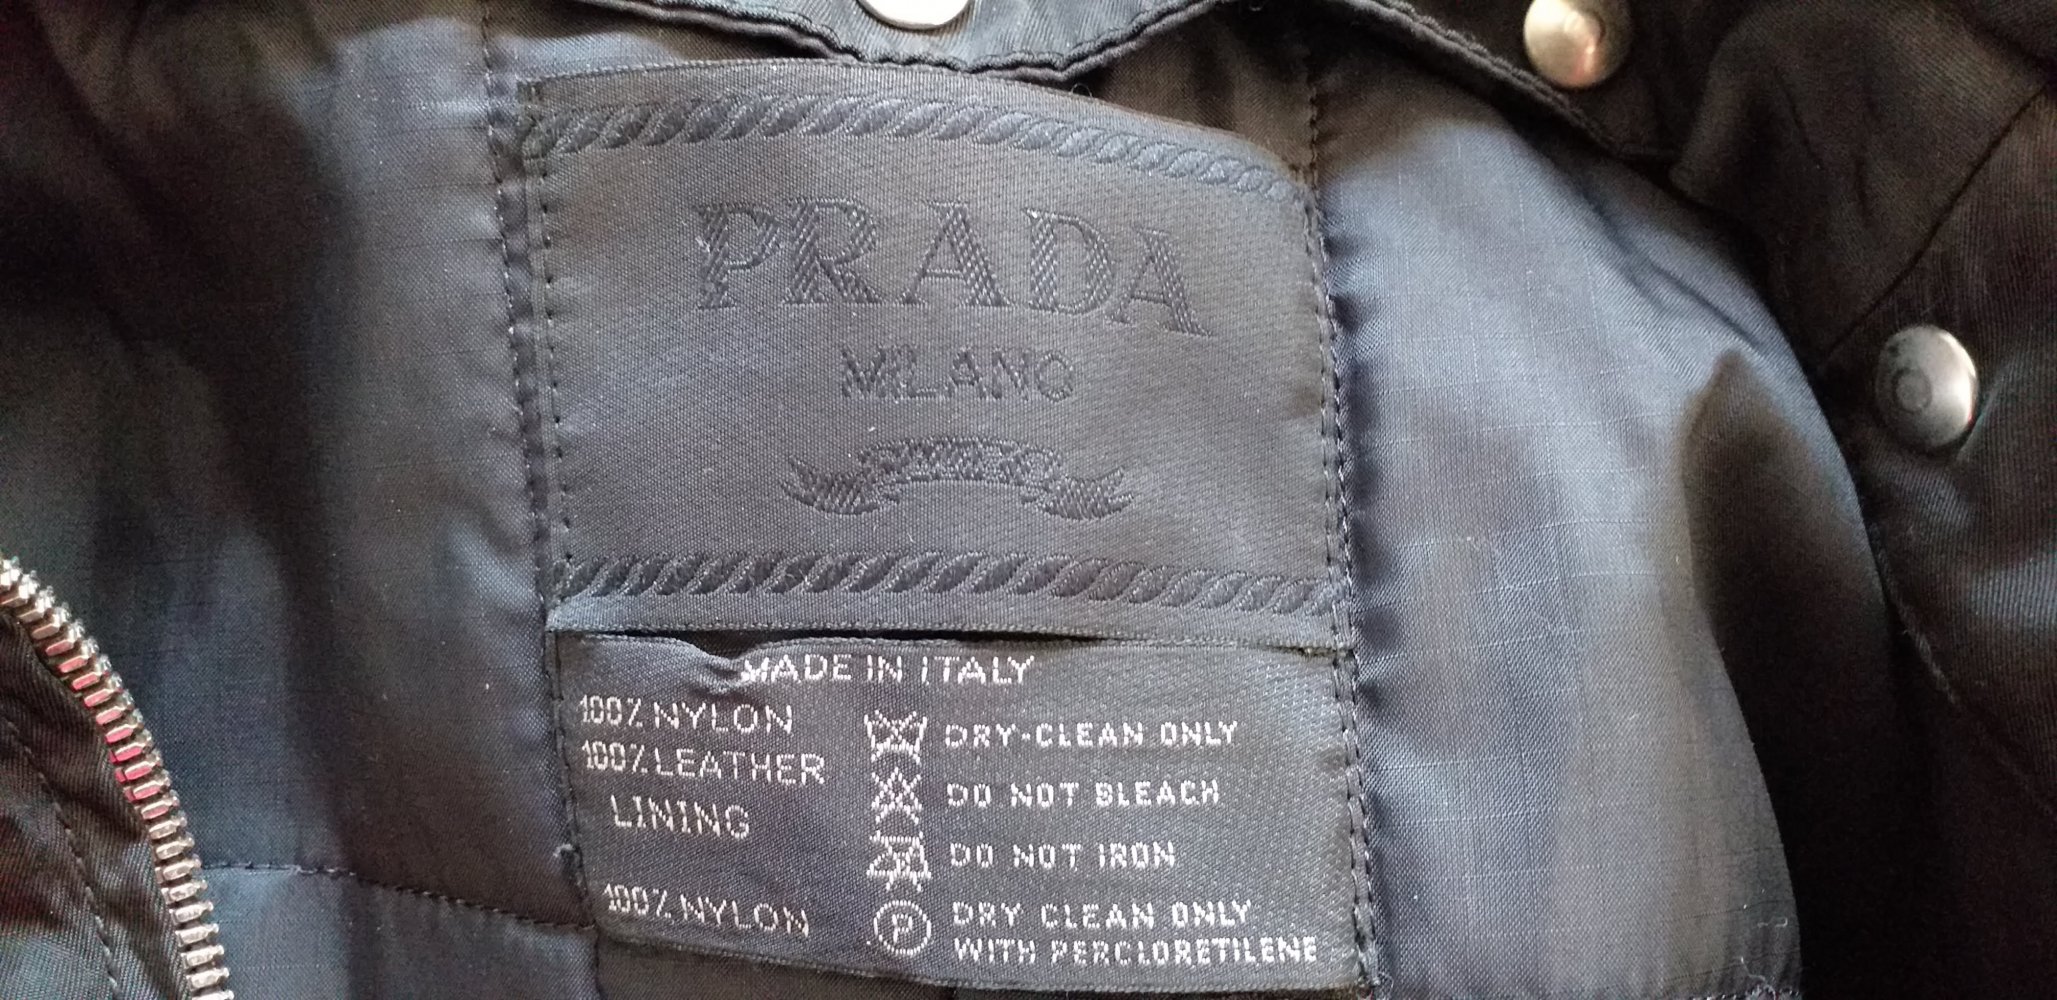 PRADA
MILANO
MADE IN ITALY
100% NYLON
100% LEATHER
LINING
100% NYLON
DRY-CLEAN ONLY
DO NOT BLEACH
DO NOT IRON
P
DRY CLEAN ONLY
WITH PERCLORETILENE